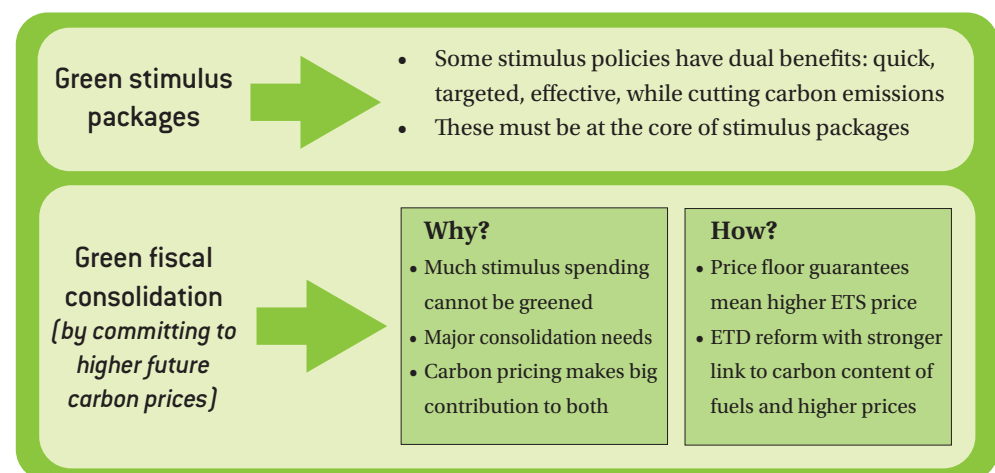 Green stimulus
packages
• Some stimulus policies have dual benefits: quick,
targeted, effective, while cutting carbon emissions
• These must be at the core of stimulus packages
Green fiscal
consolidation
(by committing to
higher future
carbon prices)
Why?
• Much stimulus spending
cannot be greened
• Major consolidation needs
• Carbon pricing makes big
contribution to both
How?
• Price floor guarantees
mean higher ETS price
• ETD reform with stronger
link to carbon content of
fuels and higher prices